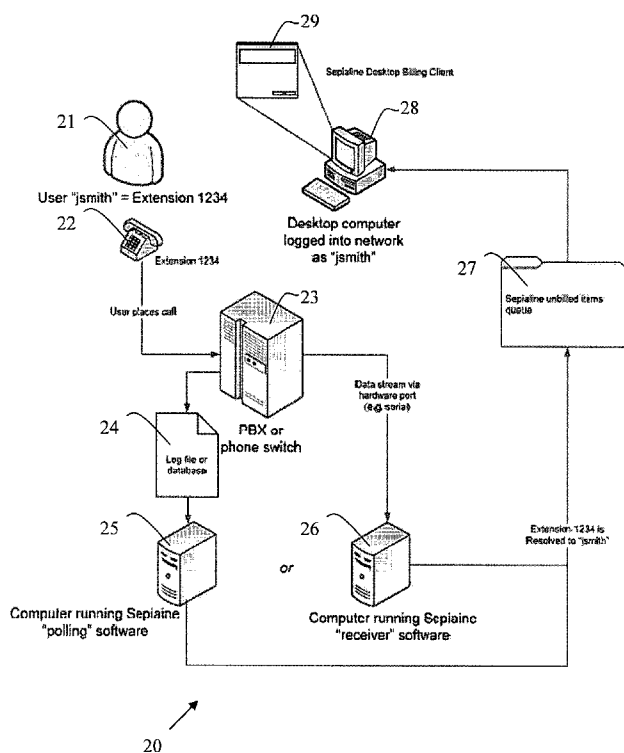 29
Sepialine Desktop Billing Client
21
28
User "jsmith" = Extension 1234
22
Extension 1234
Desktop computer
logged into network
as "jsmith"
27
Sepialine unbilled items
queue
User places call
23
Data stream via
hardware port
(e.g. serial)
PBX or
phone switch
24
Log file or
database
25
26
Extension 1234 is
Resolved to "jsmith"
or
Computer running Sepiaine
"polling" software
Computer running Sepiaine
"receiver" software
20